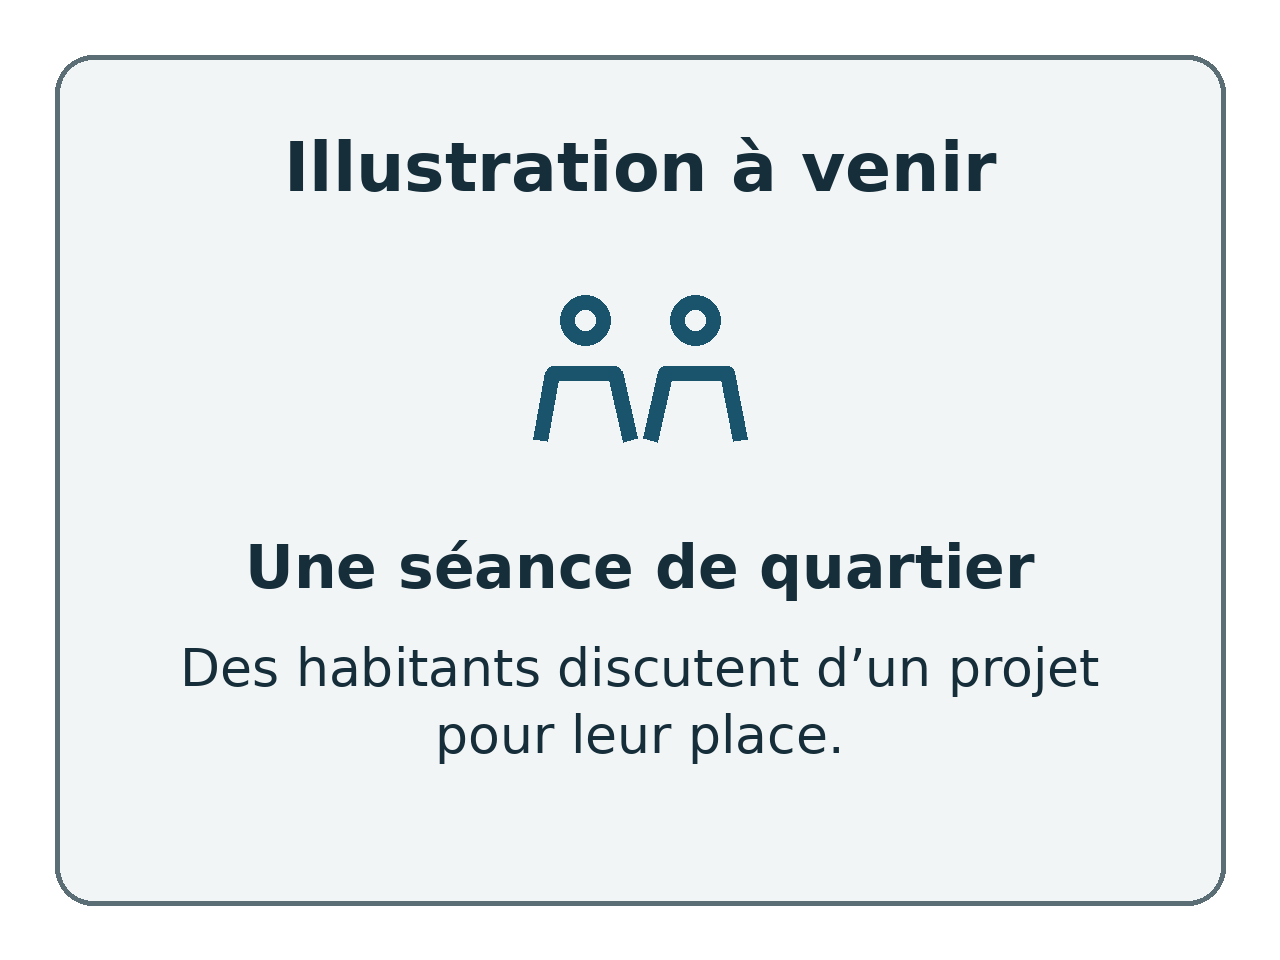 Illustration à venir
Une séance de quartier
Des habitants discutent d’un projet
pour leur place.